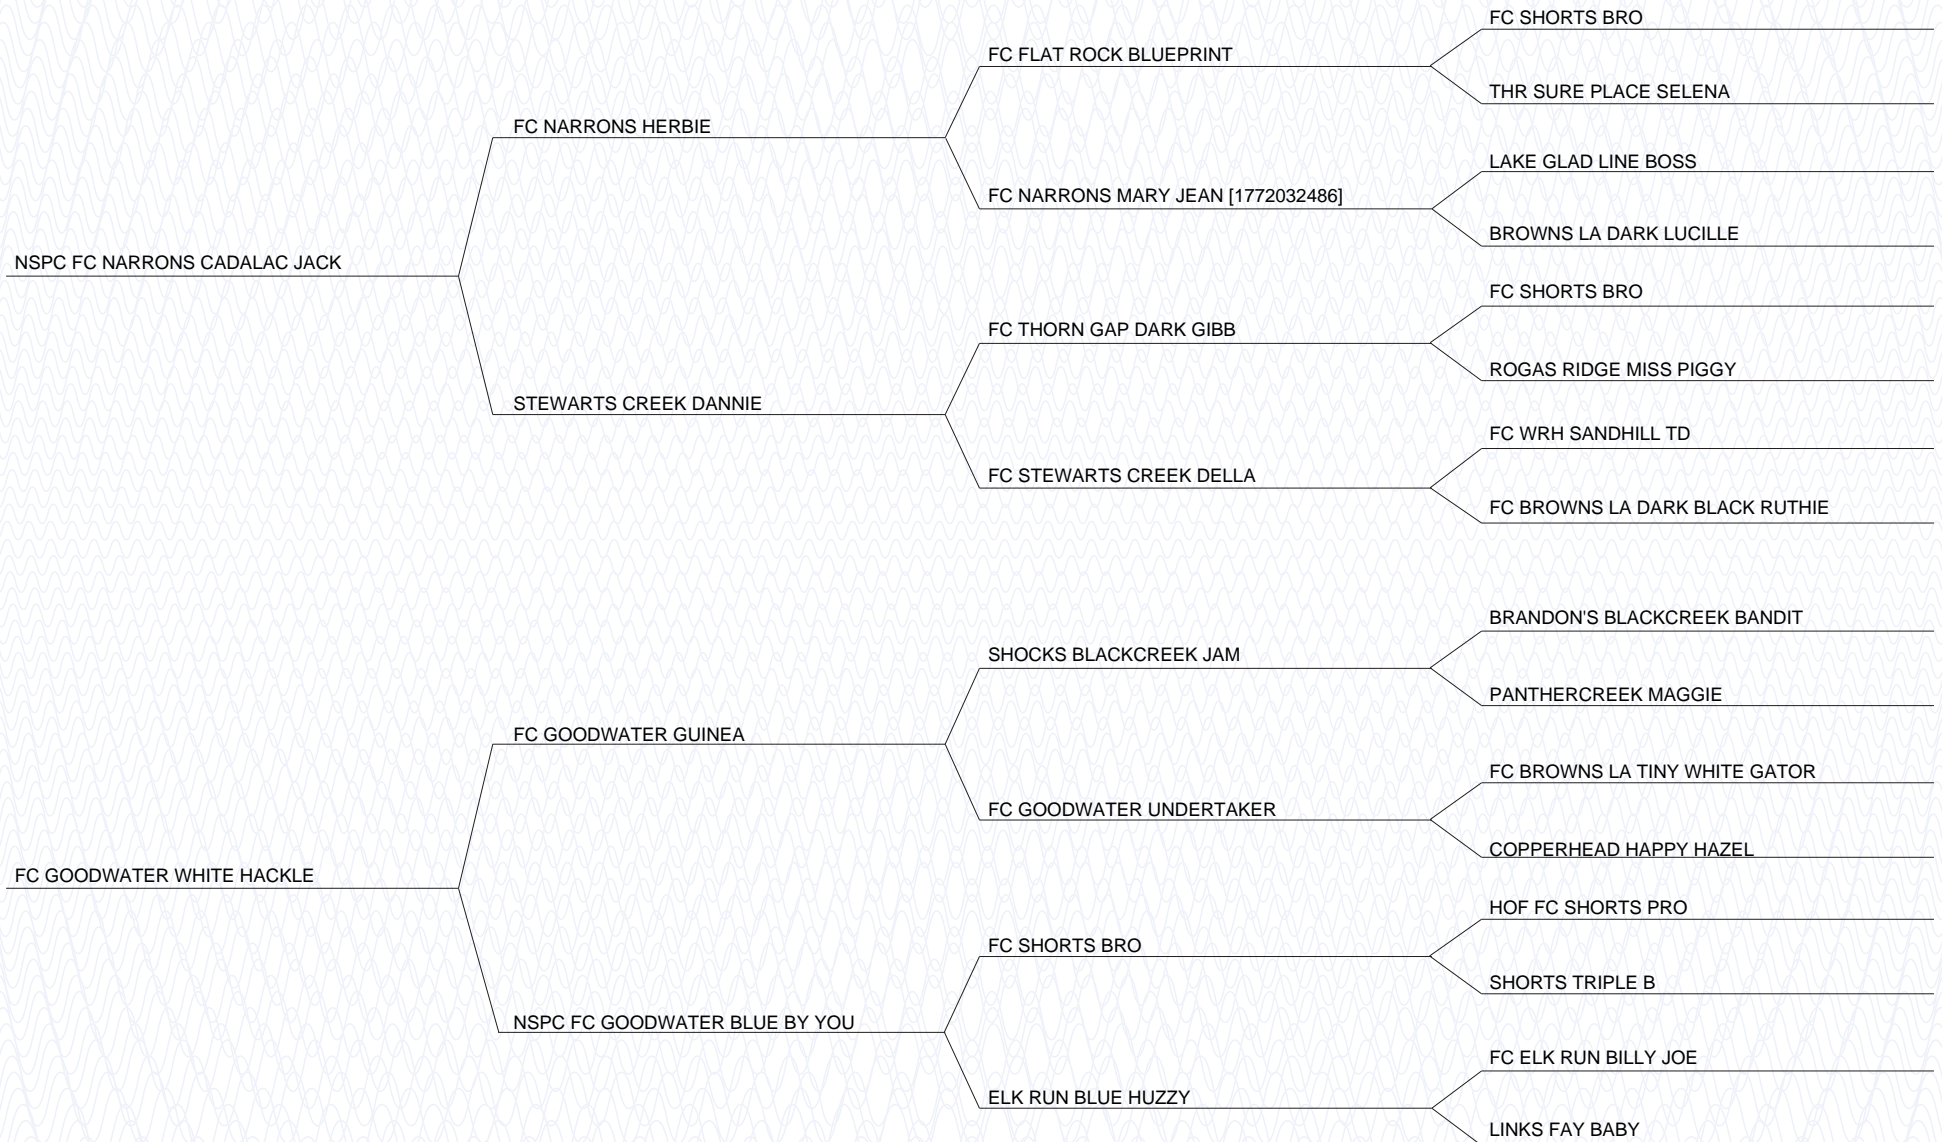 FC SHORTS BRO
FC FLAT ROCK BLUEPRINT
THR SURE PLACE SELENA
FC NARRONS HERBIE
LAKE GLAD LINE BOSS
FC NARRONS MARY JEAN [1772032486]
BROWNS LA DARK LUCILLE
NSPC FC NARRONS CADALAC JACK
FC SHORTS BRO
FC THORN GAP DARK GIBB
ROGAS RIDGE MISS PIGGY
STEWARTS CREEK DANNIE
FC WRH SANDHILL TD
FC STEWARTS CREEK DELLA
FC BROWNS LA DARK BLACK RUTHIE
BRANDON'S BLACKCREEK BANDIT
SHOCKS BLACKCREEK JAM
PANTHERCREEK MAGGIE
FC GOODWATER GUINEA
FC BROWNS LA TINY WHITE GATOR
FC GOODWATER UNDERTAKER
COPPERHEAD HAPPY HAZEL
FC GOODWATER WHITE HACKLE
HOF FC SHORTS PRO
FC SHORTS BRO
SHORTS TRIPLE B
NSPC FC GOODWATER BLUE BY YOU
FC ELK RUN BILLY JOE
ELK RUN BLUE HUZZY
LINKS FAY BABY